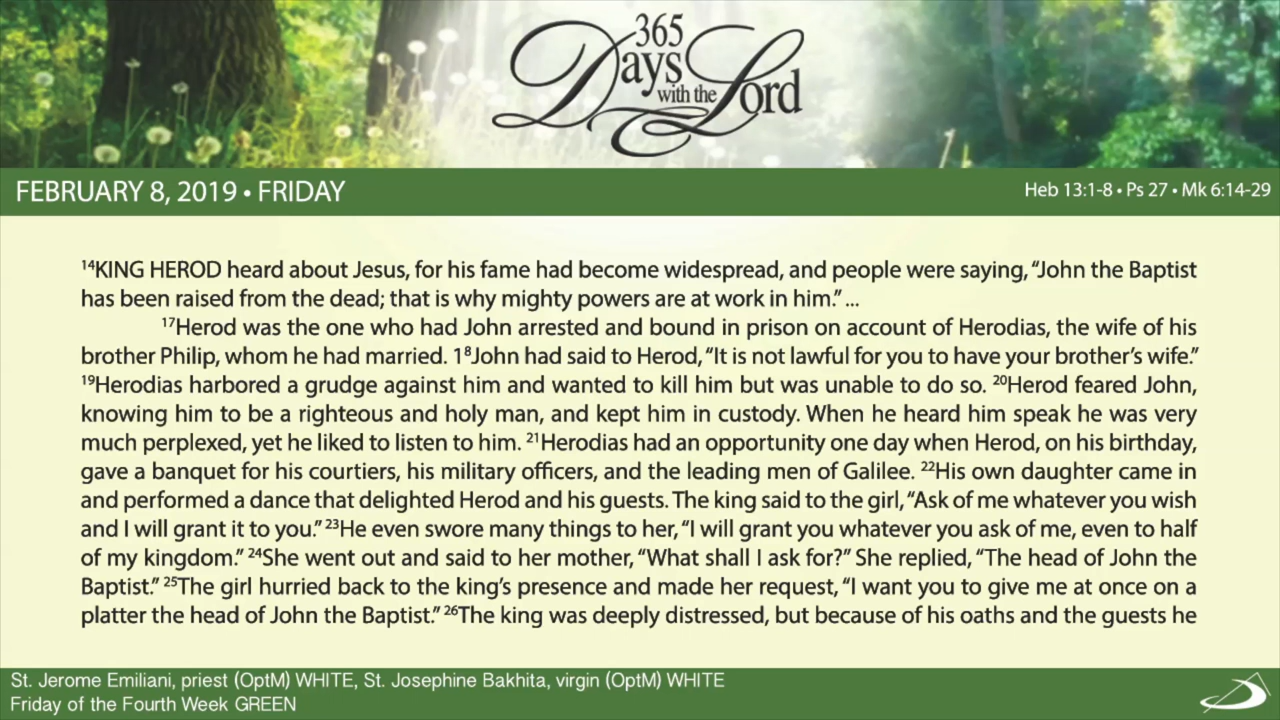 365
Days
with the
Lord
FEBRUARY 8, 2019 • FRIDAY
Heb 13:1-8 • Ps 27 • Mk 6:14-29
¹⁴KING HEROD heard about Jesus, for his fame had become widespread, and people were saying, “John the Baptist
has been raised from the dead; that is why mighty powers are at work in him.” ...
¹⁷Herod was the one who had John arrested and bound in prison on account of Herodias, the wife of his
brother Philip, whom he had married. 1⁸John had said to Herod, “It is not lawful for you to have your brother’s wife.”
¹⁹Herodias harbored a grudge against him and wanted to kill him but was unable to do so. ²⁰Herod feared John,
knowing him to be a righteous and holy man, and kept him in custody. When he heard him speak he was very
much perplexed, yet he liked to listen to him. ²¹Herodias had an opportunity one day when Herod, on his birthday,
gave a banquet for his courtiers, his military officers, and the leading men of Galilee. ²²His own daughter came in
and performed a dance that delighted Herod and his guests. The king said to the girl, “Ask of me whatever you wish
and I will grant it to you.” ²³He even swore many things to her, “I will grant you whatever you ask of me, even to half
of my kingdom.” ²⁴She went out and said to her mother, “What shall I ask for?” She replied, “The head of John the
Baptist.” ²⁵The girl hurried back to the king’s presence and made her request, “I want you to give me at once on a
platter the head of John the Baptist.” ²⁶The king was deeply distressed, but because of his oaths and the guests he
St. Jerome Emiliani, priest (OptM) WHITE, St. Josephine Bakhita, virgin (OptM) WHITE
Friday of the Fourth Week GREEN